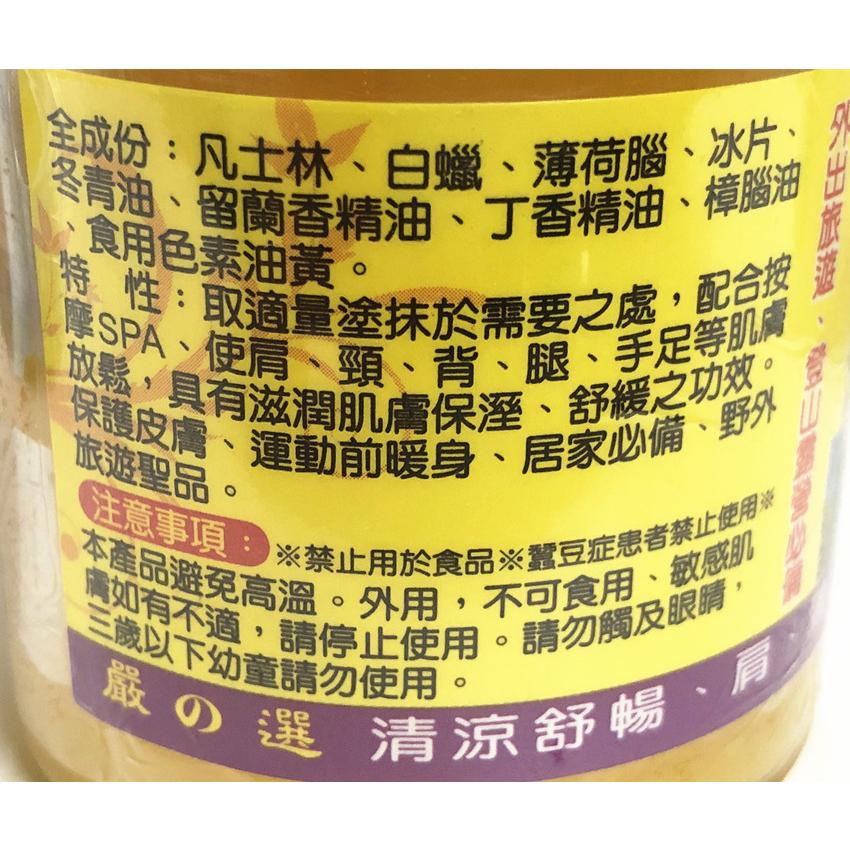 全成份：凡士林、白蠟、薄荷腦、冰片、
冬青油、留蘭香精油、丁香精油、樟腦油
、食用色素油黃。
特　性：取適量塗抹於需要之處，配合按
摩SPA、使肩、頸、背、腿、手足等肌膚
放鬆，具有滋潤肌膚保溼、舒緩之功效。
保護皮膚、運動前暖身、居家必備、野外
旅遊聖品。
注意事項：※禁止用於食品※蠶豆症患者禁止使用※
本產品避免高溫。外用，不可食用、敏感肌
膚如有不適，請停止使用。請勿觸及眼睛，
三歲以下幼童請勿使用。
嚴の選 清涼舒暢、肩
外出旅遊、登山露營必備